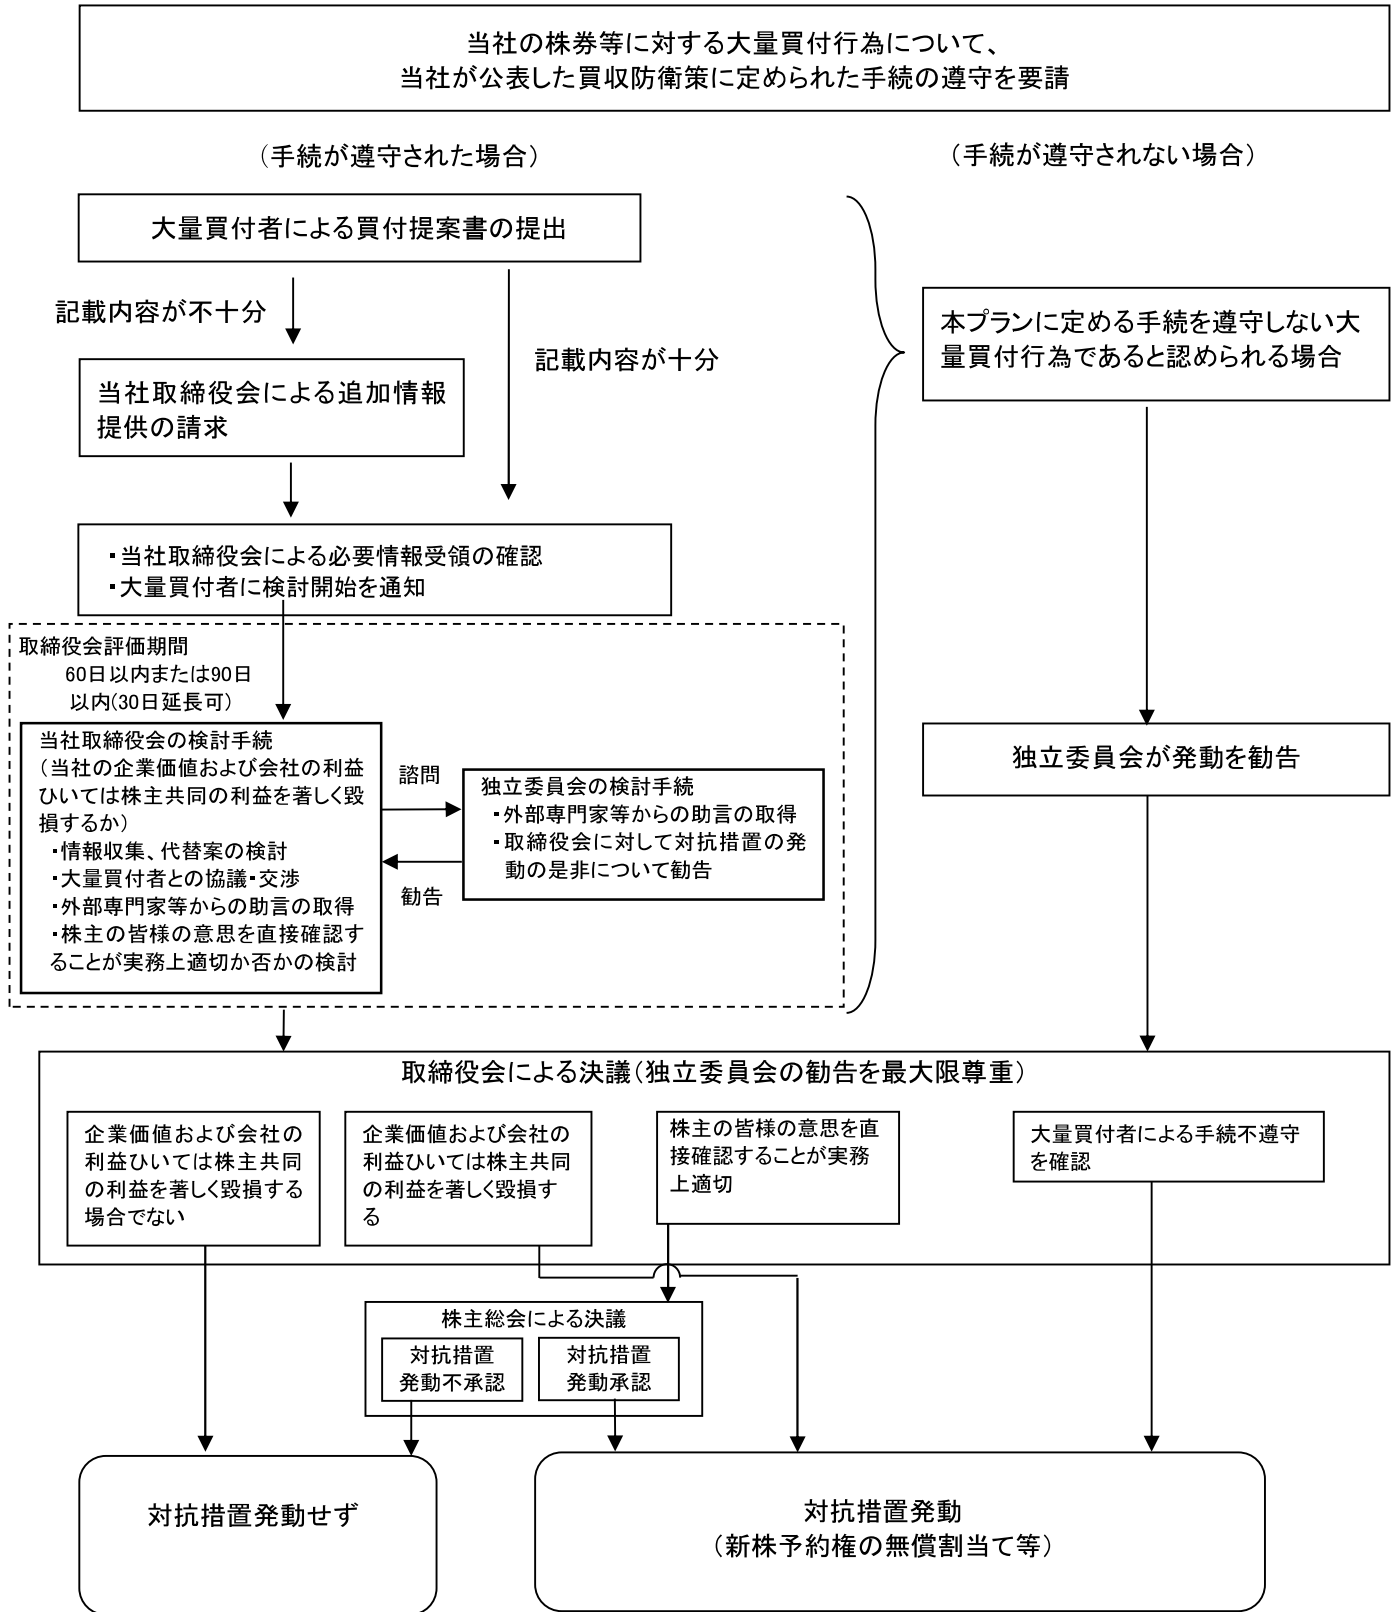 当社の株券等に対する大量買付行為について、
当社が公表した買収防衛策に定められた手続の遵守を要請
（手続が遵守された場合）
（手続が遵守されない場合）
大量買付者による買付提案書の提出
記載内容が不十分
記載内容が十分
本プランに定める手続を遵守しない大
量買付行為であると認められる場合
当社取締役会による追加情報
提供の請求
・当社取締役会による必要情報受領の確認
・大量買付者に検討開始を通知
取締役会評価期間
60日以内または90日
以内(30日延長可)
当社取締役会の検討手続
（当社の企業価値および会社の利益
ひいては株主共同の利益を著しく毀
損するか）
・情報収集、代替案の検討
・大量買付者との協議・交渉
・外部専門家等からの助言の取得
・株主の皆様の意思を直接確認す
ることが実務上適切か否かの検討
諮問
勧告
独立委員会の検討手続
・外部専門家等からの助言の取得
・取締役会に対して対抗措置の発
動の是非について勧告
独立委員会が発動を勧告
取締役会による決議（独立委員会の勧告を最大限尊重）
企業価値および会社の
利益ひいては株主共同
の利益を著しく毀損する
場合でない
企業価値および会社の
利益ひいては株主共同
の利益を著しく毀損す
る
株主の皆様の意思を直
接確認することが実務
上適切
大量買付者による手続不遵守
を確認
株主総会による決議
対抗措置
発動不承認
対抗措置
発動承認
対抗措置発動せず
対抗措置発動
（新株予約権の無償割当て等）